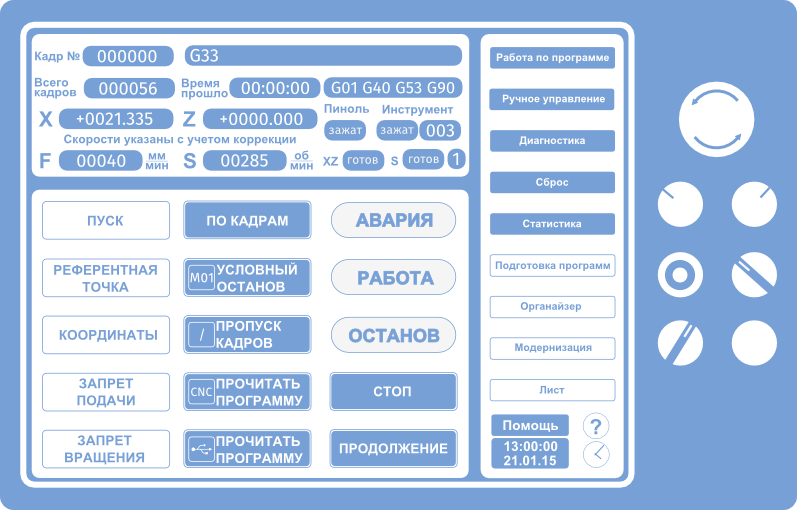 Кадр № 000000 G33
Всего кадров 000056 Время прошло 00:00:00 G01 G40 G53 G90
X +0021.335 Z +0000.000 Пиноль зажат Инструмент зажат 003
Скорости указаны с учетом коррекции
F 00040 мм мин S 00285 об мин XZ готов S готов 1
ПУСК
ПО КАДРАМ
АВАРИЯ
РЕФЕРЕНТНАЯ
ТОЧКА
M01 УСЛОВНЫЙ
ОСТАНОВ
РАБОТА
КООРДИНАТЫ
/ ПРОПУСК
КАДРОВ
ОСТАНОВ
ЗАПРЕТ
ПОДАЧИ
CNC ПРОЧИТАТЬ
ПРОГРАММУ
СТОП
ЗАПРЕТ
ВРАЩЕНИЯ
ПРОЧИТАТЬ
ПРОГРАММУ
ПРОДОЛЖЕНИЕ
Работа по программе
Ручное управление
Диагностика
Сброс
Статистика
Подготовка программ
Органайзер
Модернизация
Лист
Помощь ?
13:00:00
21.01.15